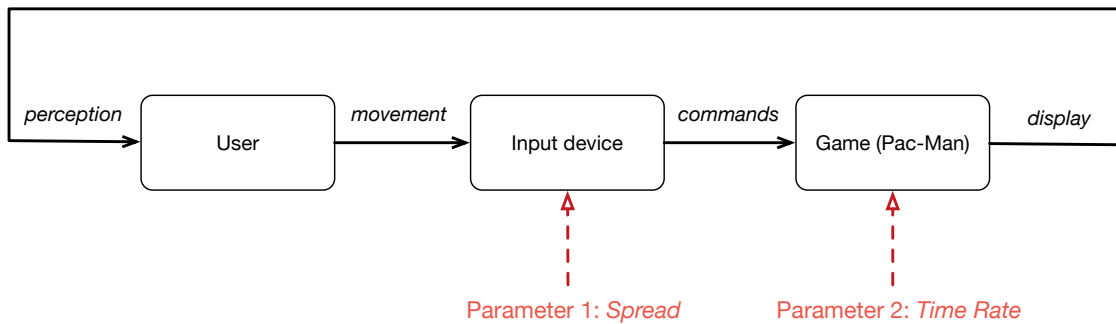 perception
User
movement
Input device
commands
Game (Pac-Man)
display
Parameter 1: Spread
Parameter 2: Time Rate